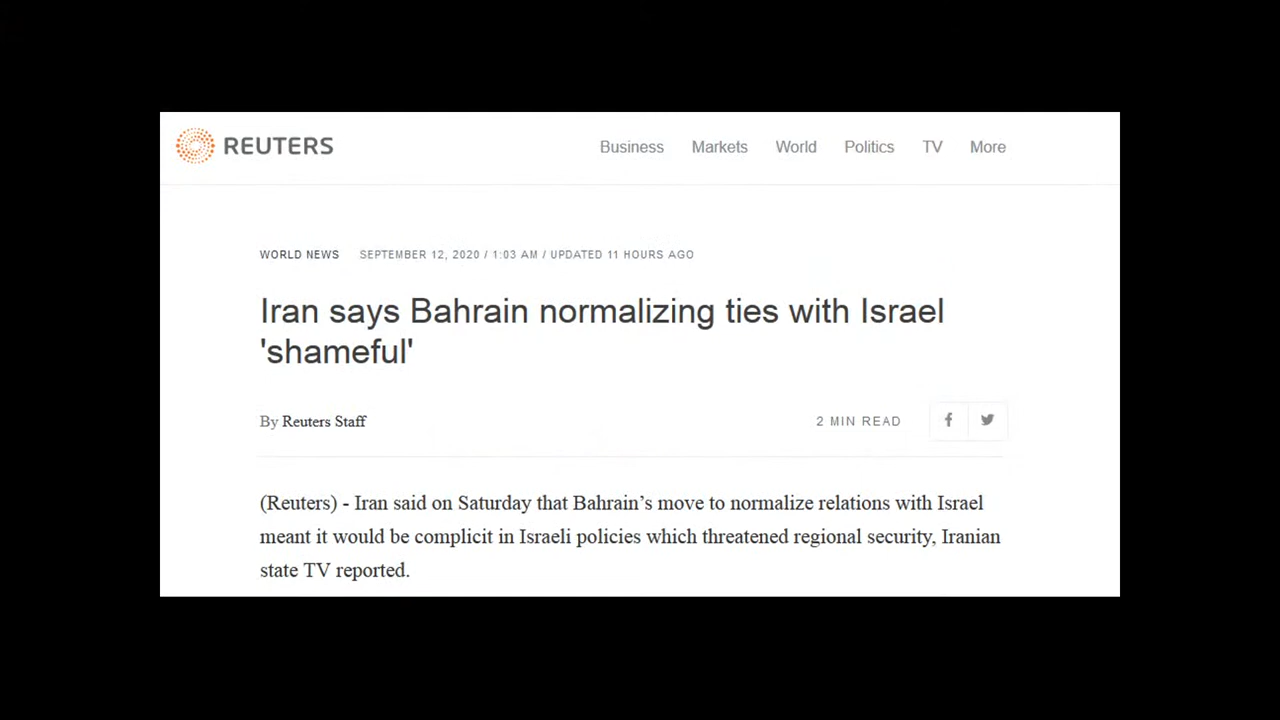 REUTERS
Business Markets World Politics TV More
WORLD NEWS SEPTEMBER 12, 2020 / 1:03 AM / UPDATED 11 HOURS AGO
Iran says Bahrain normalizing ties with Israel
'shameful'
By Reuters Staff 2 MIN READ
(Reuters) - Iran said on Saturday that Bahrain’s move to normalize relations with Israel
meant it would be complicit in Israeli policies which threatened regional security, Iranian
state TV reported.